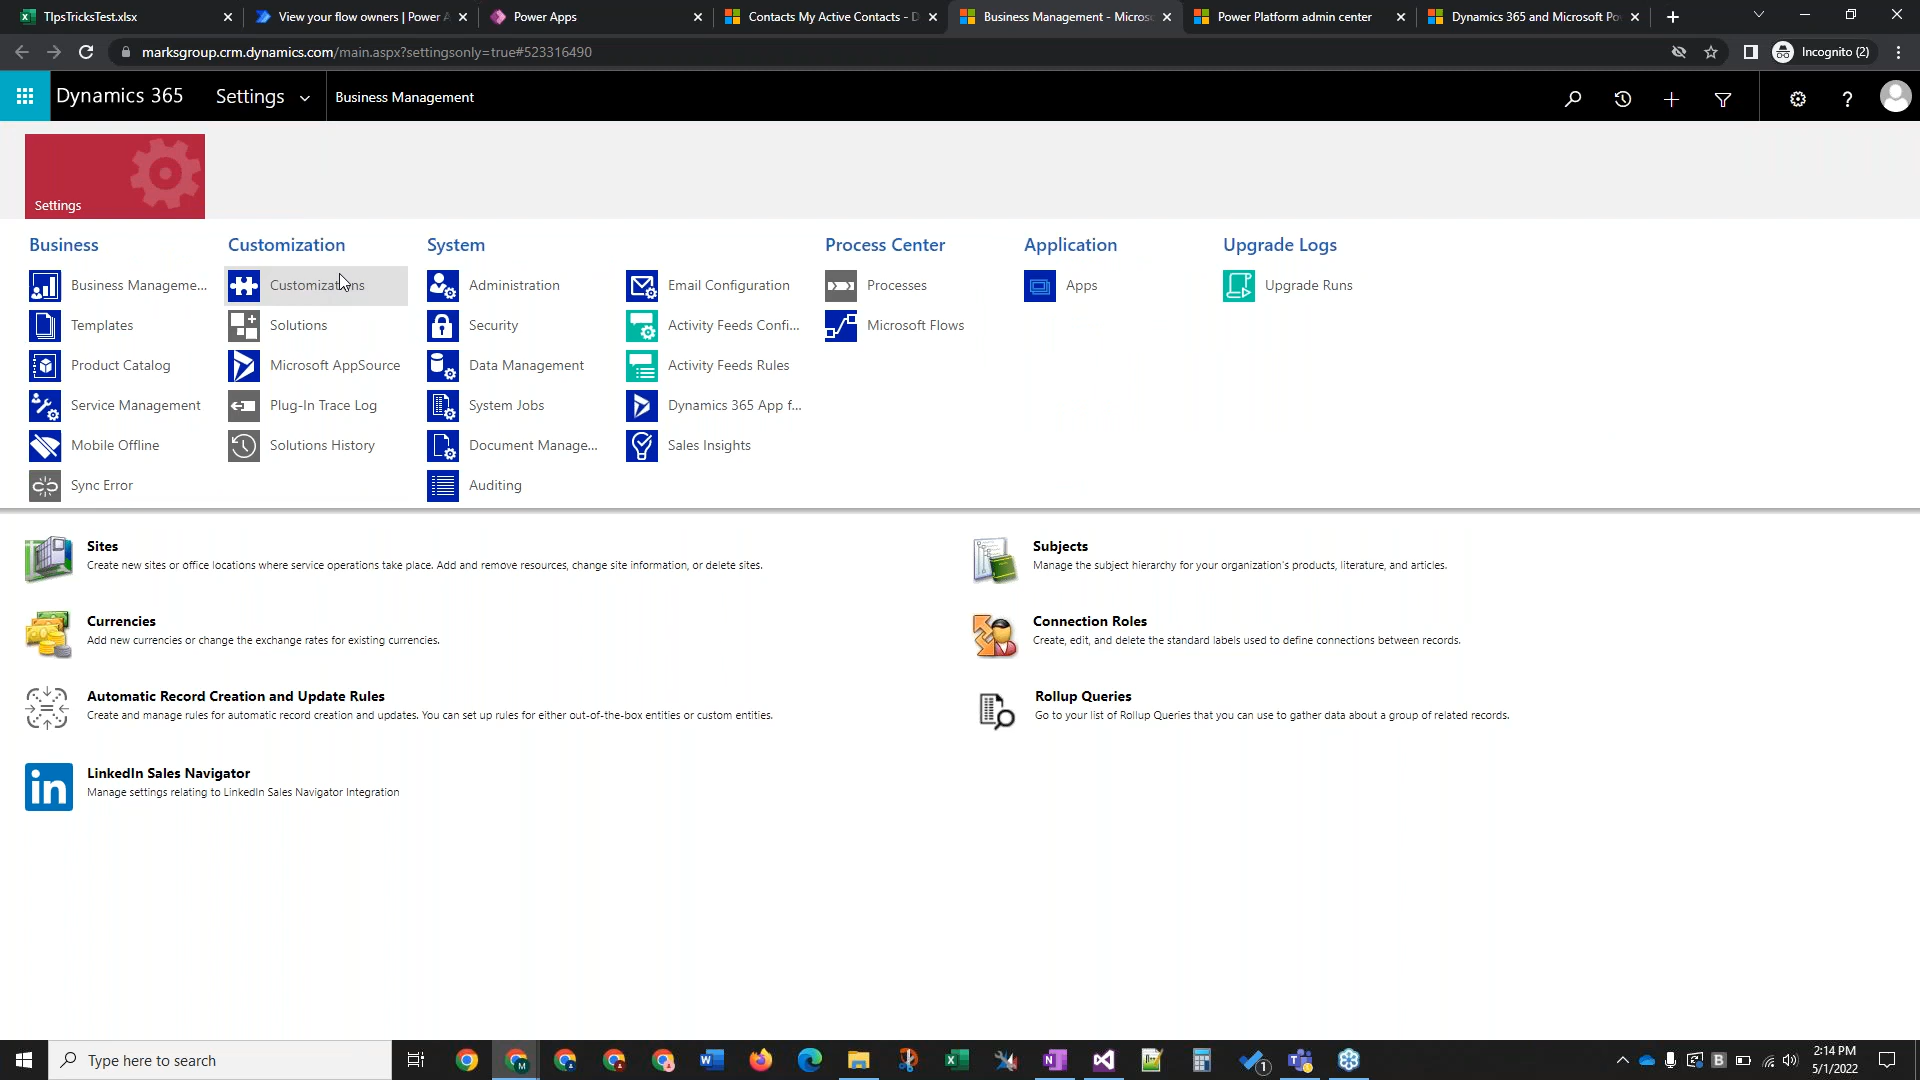 TIpsTricksTest.xlsx
View your flow owners | Power A
Power Apps
Contacts My Active Contacts - D
Business Management - Microso
Power Platform admin center
Dynamics 365 and Microsoft Po
marksgroup.crm.dynamics.com/main.aspx?settingsonly=true#523316490
Incognito (2)
Dynamics 365
Settings
Business Management
Settings
Business
Customization
System
Process Center
Application
Upgrade Logs
Business Manageme...
Customizations
Administration
Email Configuration
Processes
Apps
Upgrade Runs
Templates
Solutions
Security
Activity Feeds Confi...
Microsoft Flows
Product Catalog
Microsoft AppSource
Data Management
Activity Feeds Rules
Service Management
Plug-In Trace Log
System Jobs
Dynamics 365 App f...
Mobile Offline
Solutions History
Document Manage...
Sales Insights
Sync Error
Auditing
Sites
Create new sites or office locations where service operations take place. Add and remove resources, change site information, or delete sites.
Subjects
Manage the subject hierarchy for your organization's products, literature, and articles.
Currencies
Add new currencies or change the exchange rates for existing currencies.
Connection Roles
Create, edit, and delete the standard labels used to define connections between records.
Automatic Record Creation and Update Rules
Create and manage rules for automatic record creation and updates. You can set up rules for either out-of-the-box entities or custom entities.
Rollup Queries
Go to your list of Rollup Queries that you can use to gather data about a group of related records.
LinkedIn Sales Navigator
Manage settings relating to LinkedIn Sales Navigator Integration
Type here to search
2:14 PM
5/1/2022